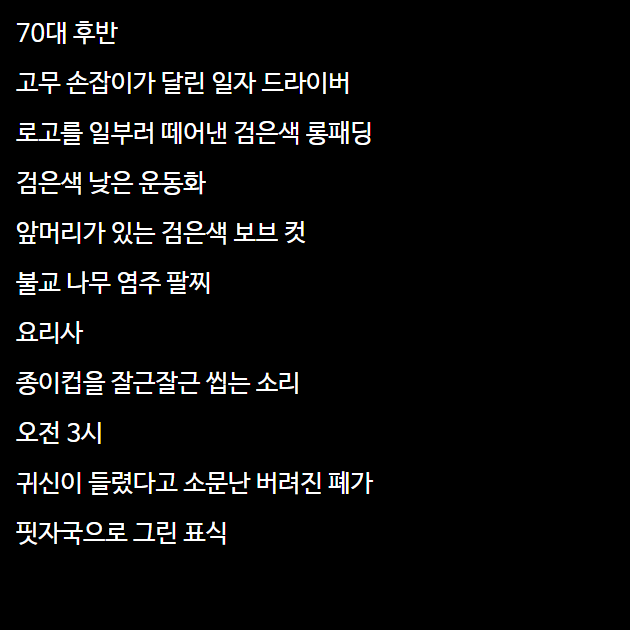 70대 후반
고무 손잡이가 달린 일자 드라이버
로고를 일부러 떼어낸 검은색 롱패딩
검은색 낮은 운동화
앞머리가 있는 검은색 보브 컷
불교 나무 염주 팔찌
요리사
종이컵을 잘근잘근 씹는 소리
오전 3시
귀신이 들렸다고 소문난 버려진 폐가
핏자국으로 그린 표식